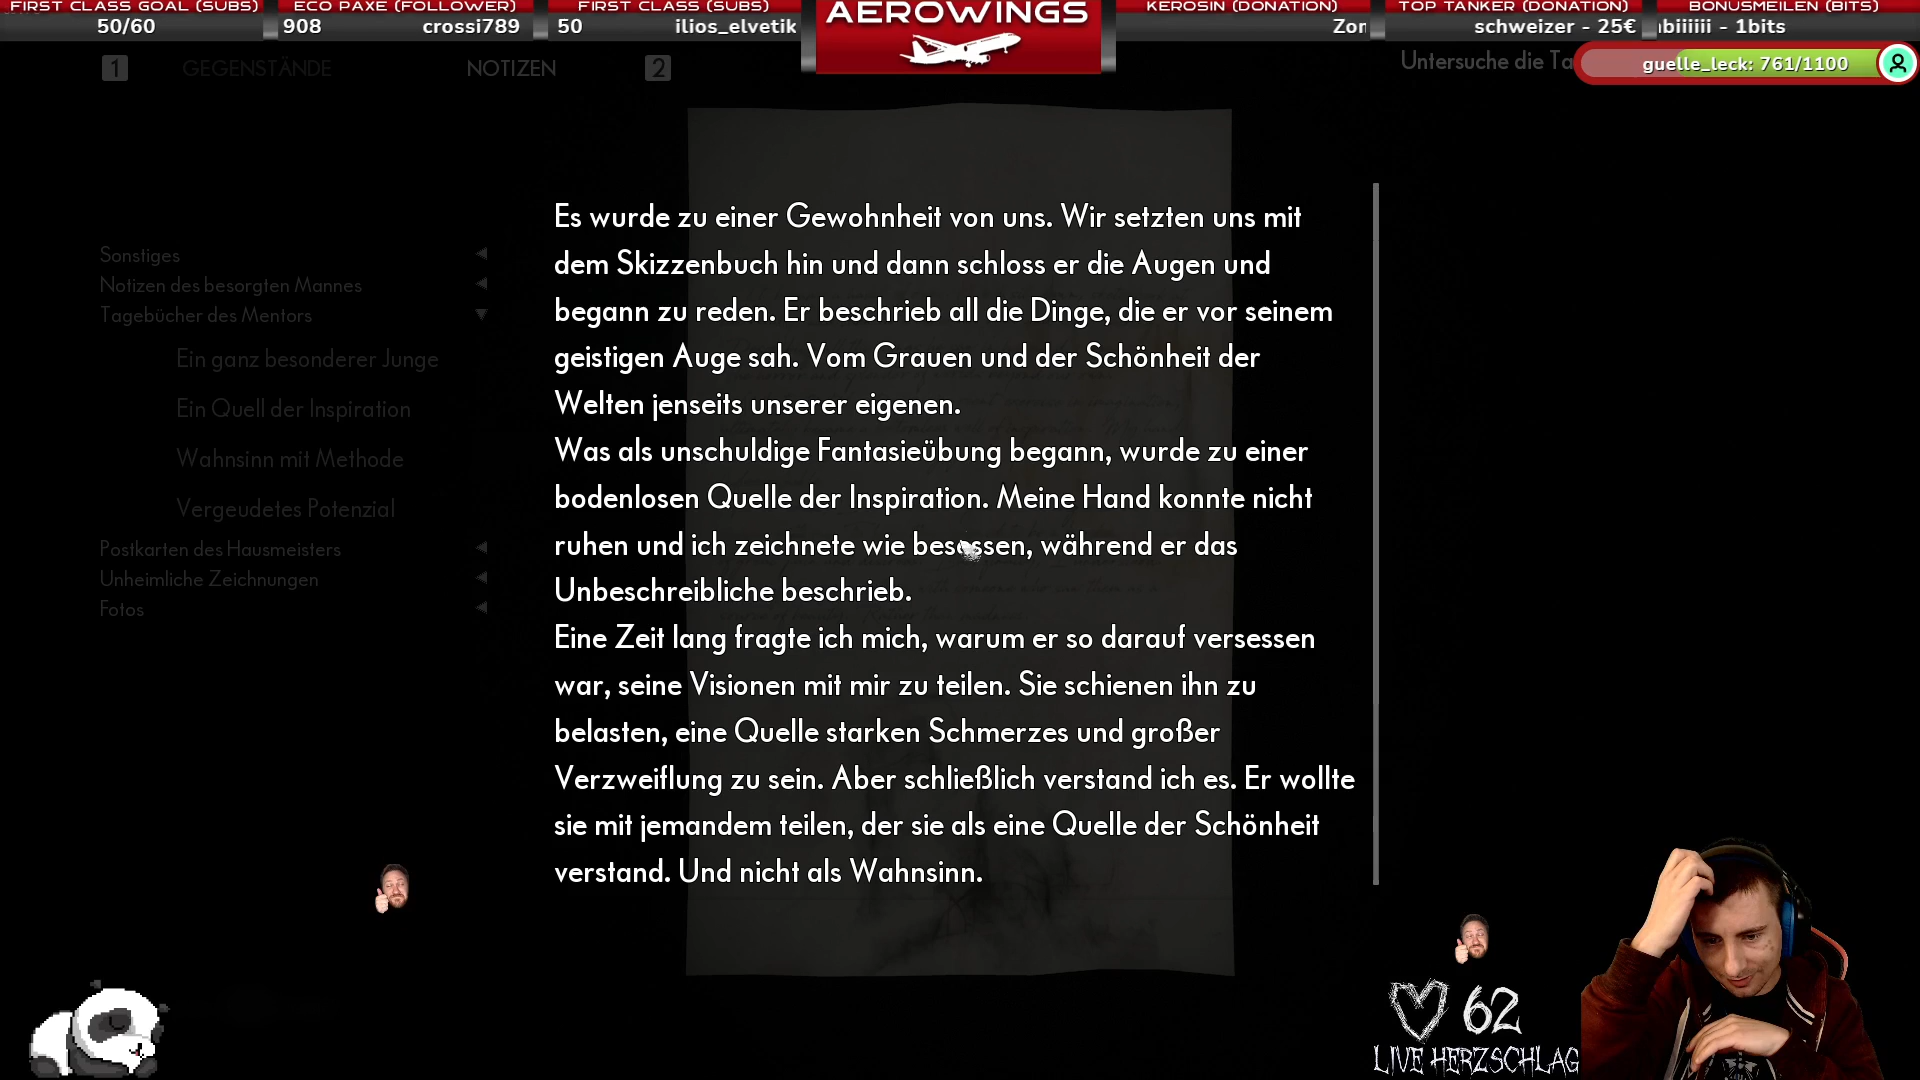 FIRST CLASS GOAL (SUBS)
50/60
ECO PAXE (FOLLOWER)
908 crossi789
FIRST CLASS (SUBS)
50 ilios_elvetik
AEROWINGS
KEROSIN (DONATION)
Zor
TOP TANKER (DONATION)
schweizer - 25€
BONUSMEILEN (BITS)
abiiiiii - 1bits
1 GEGENSTÄNDE NOTIZEN 2
Untersuche die Ta
guelle_leck: 761/1100
Sonstiges
Notizen des besorgten Mannes
Tagebücher des Mentors
Ein ganz besonderer Junge
Ein Quell der Inspiration
Wahnsinn mit Methode
Vergeudetes Potenzial
Postkarten des Hausmeisters
Unheimliche Zeichnungen
Fotos
Es wurde zu einer Gewohnheit von uns. Wir setzten uns mit
dem Skizzenbuch hin und dann schloss er die Augen und
begann zu reden. Er beschrieb all die Dinge, die er vor seinem
geistigen Auge sah. Vom Grauen und der Schönheit der
Welten jenseits unserer eigenen.
Was als unschuldige Fantasieübung begann, wurde zu einer
bodenlosen Quelle der Inspiration. Meine Hand konnte nicht
ruhen und ich zeichnete wie besessen, während er das
Unbeschreibliche beschrieb.
Eine Zeit lang fragte ich mich, warum er so darauf versessen
war, seine Visionen mit mir zu teilen. Sie schienen ihn zu
belasten, eine Quelle starken Schmerzes und großer
Verzweiflung zu sein. Aber schließlich verstand ich es. Er wollte
sie mit jemandem teilen, der sie als eine Quelle der Schönheit
verstand. Und nicht als Wahnsinn.
62
LIVE HERZSCHLAG